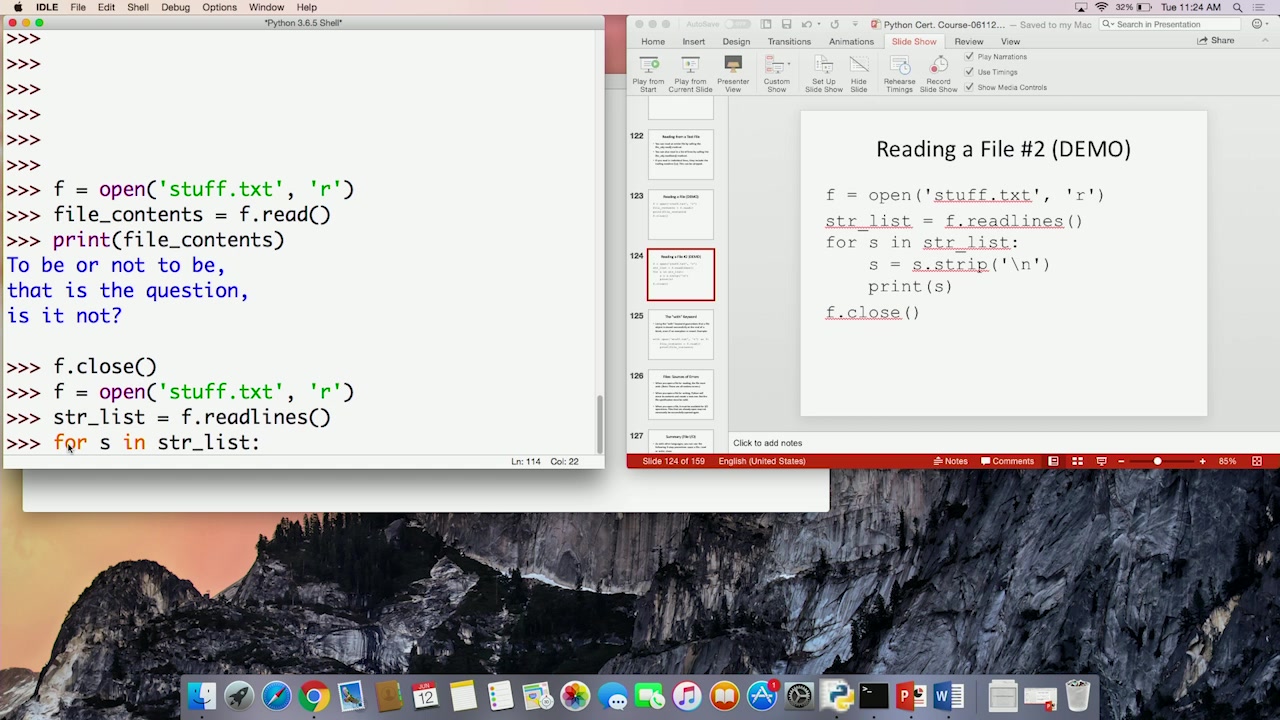 IDLE File Edit Shell Debug Options Window Help
32% Tue 11:24 AM
*Python 3.6.5 Shell*
>>>
>>>
>>>
>>>
>>>
>>>
>>> f = open('stuff.txt', 'r')
>>> file_contents = f.read()
>>> print(file_contents)
To be or not to be,
that is the question,
is it not?
>>> f.close()
>>> f = open('stuff.txt', 'r')
>>> str_list = f.readlines()
>>> for s in str_list:
Ln: 114 Col: 22
AutoSave
Python Cert. Course-06112... — Saved to my Mac
Search in Presentation
Home Insert Design Transitions Animations Slide Show Review View
Share
Play from Start
Play from Current Slide
Presenter View
Custom Show
Set Up Slide Show
Hide Slide
Rehearse Timings
Record Slide Show
Play Narrations
Use Timings
Show Media Controls
122
Reading from a Text File
123
Reading a File (DEMO)
124
Reading a File #2 (DEMO)
125
The "with" Keyword
126
127
Reading a File #2 (DEMO)
f = open('stuff.txt', 'r')
str_list = f.readlines()
for s in str_list:
s = s.strip('\n')
print(s)
f.close()
Click to add notes
Slide 124 of 159 English (United States) Notes Comments 85%
JUN
12
1